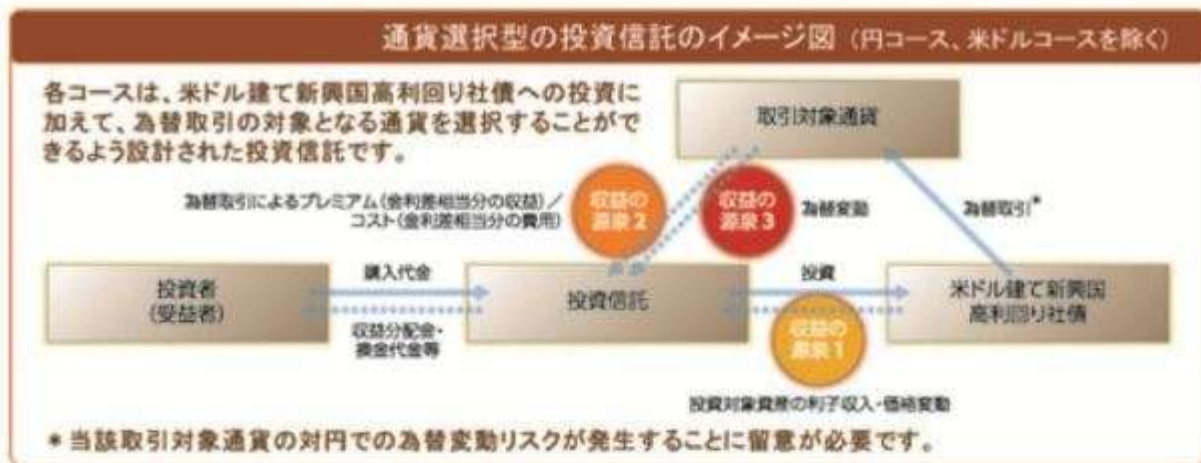 通貨選択型の投資信託のイメージ図（円コース、米ドルコースを除く）
各コースは、米ドル建て新興国高利回り社債への投資に
加えて、為替取引の対象となる通貨を選択することがで
きるよう設計された投資信託です。
取引対象通貨
為替取引によるプレミアム(金利差相当分の収益)／
コスト(金利差相当分の費用)
収益の
源泉2
収益の
源泉3
為替変動
為替取引*
投資者
(受益者)
購入代金
収益分配金・
換金代金等
投資信託
投資
収益の
源泉1
米ドル建て新興国
高利回り社債
投資対象資産の利子収入・価格変動
* 当該取引対象通貨の対円での為替変動リスクが発生することに留意が必要です。